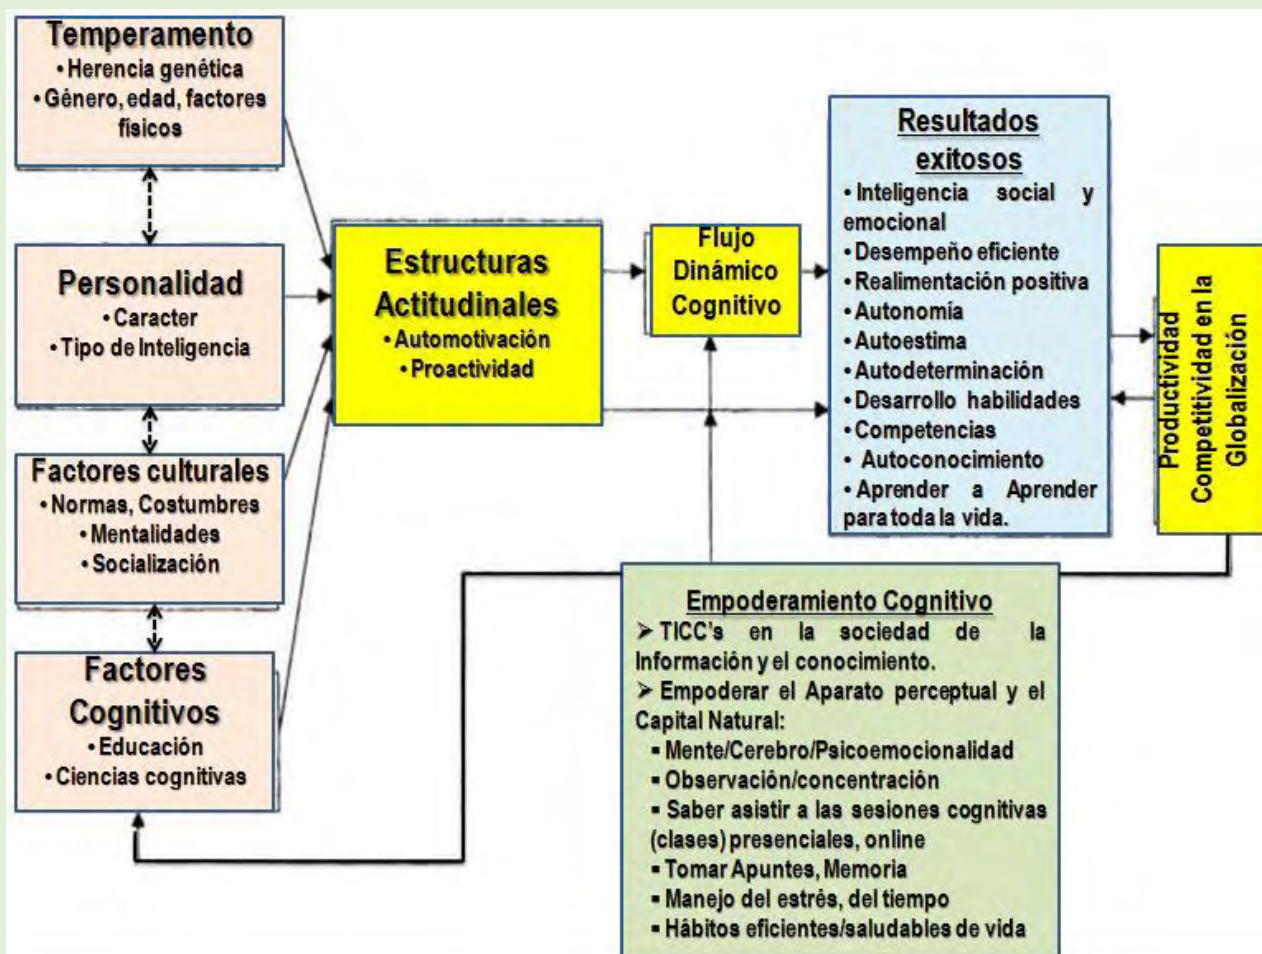 Temperamento
• Herencia genética
• Género, edad, factores
físicos
Personalidad
• Caracter
• Tipo de Inteligencia
Factores culturales
• Normas, Costumbres
• Mentalidades
• Socialización
Factores
Cognitivos
• Educación
• Ciencias cognitivas
Estructuras
Actitudinales
• Automotivación
• Proactividad
Flujo
Dinámico
Cognitivo
Resultados
exitosos
• Inteligencia social y
emocional
• Desempeño eficiente
• Realimentación positiva
• Autonomía
• Autoestima
• Autodeterminación
• Desarrollo habilidades
• Competencias
• Autoconocimiento
• Aprender a Aprender
para toda la vida.
Productividad
Competitividad en la
Globalización
Empoderamiento Cognitivo
➢ TICC's en la sociedad de la
Información y el conocimiento.
➢ Empoderar el Aparato perceptual y el
Capital Natural:
▪ Mente/Cerebro/Psicoemocionalidad
▪ Observación/concentración
▪ Saber asistir a las sesiones cognitivas
(clases) presenciales, online
▪ Tomar Apuntes, Memoria
▪ Manejo del estrés, del tiempo
▪ Hábitos eficientes/saludables de vida